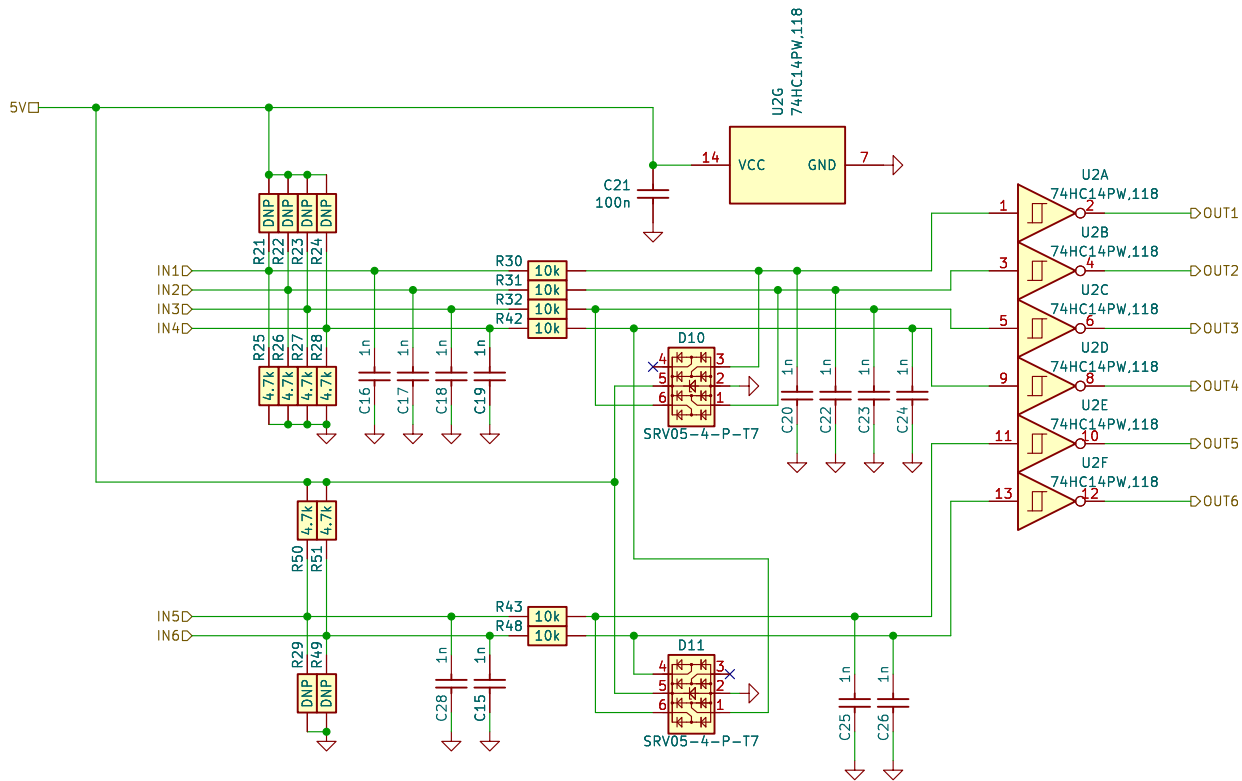 5V
U2G
74HC14PW,118
14
VCC
GND
7
C21
100n
DNP
DNP
DNP
DNP
R21
R22
R23
R24
IN1
IN2
IN3
IN4
R30
10k
R31
10k
R32
10k
R42
10k
R25
R26
R27
R28
4.7k
4.7k
4.7k
4.7k
1n
C16
1n
C17
1n
C18
1n
C19
D10
4
5
6
3
2
1
SRV05-4-P-T7
1n
C20
1n
C22
1n
C23
1n
C24
U2A
74HC14PW,118
1
2
OUT1
U2B
74HC14PW,118
3
4
OUT2
U2C
74HC14PW,118
5
6
OUT3
U2D
74HC14PW,118
9
8
OUT4
U2E
74HC14PW,118
11
10
OUT5
U2F
74HC14PW,118
13
12
OUT6
4.7k
4.7k
R50
R51
IN5
IN6
R43
10k
R48
10k
R29
R49
DNP
DNP
1n
C28
1n
C15
D11
4
5
6
3
2
1
SRV05-4-P-T7
1n
C25
1n
C26